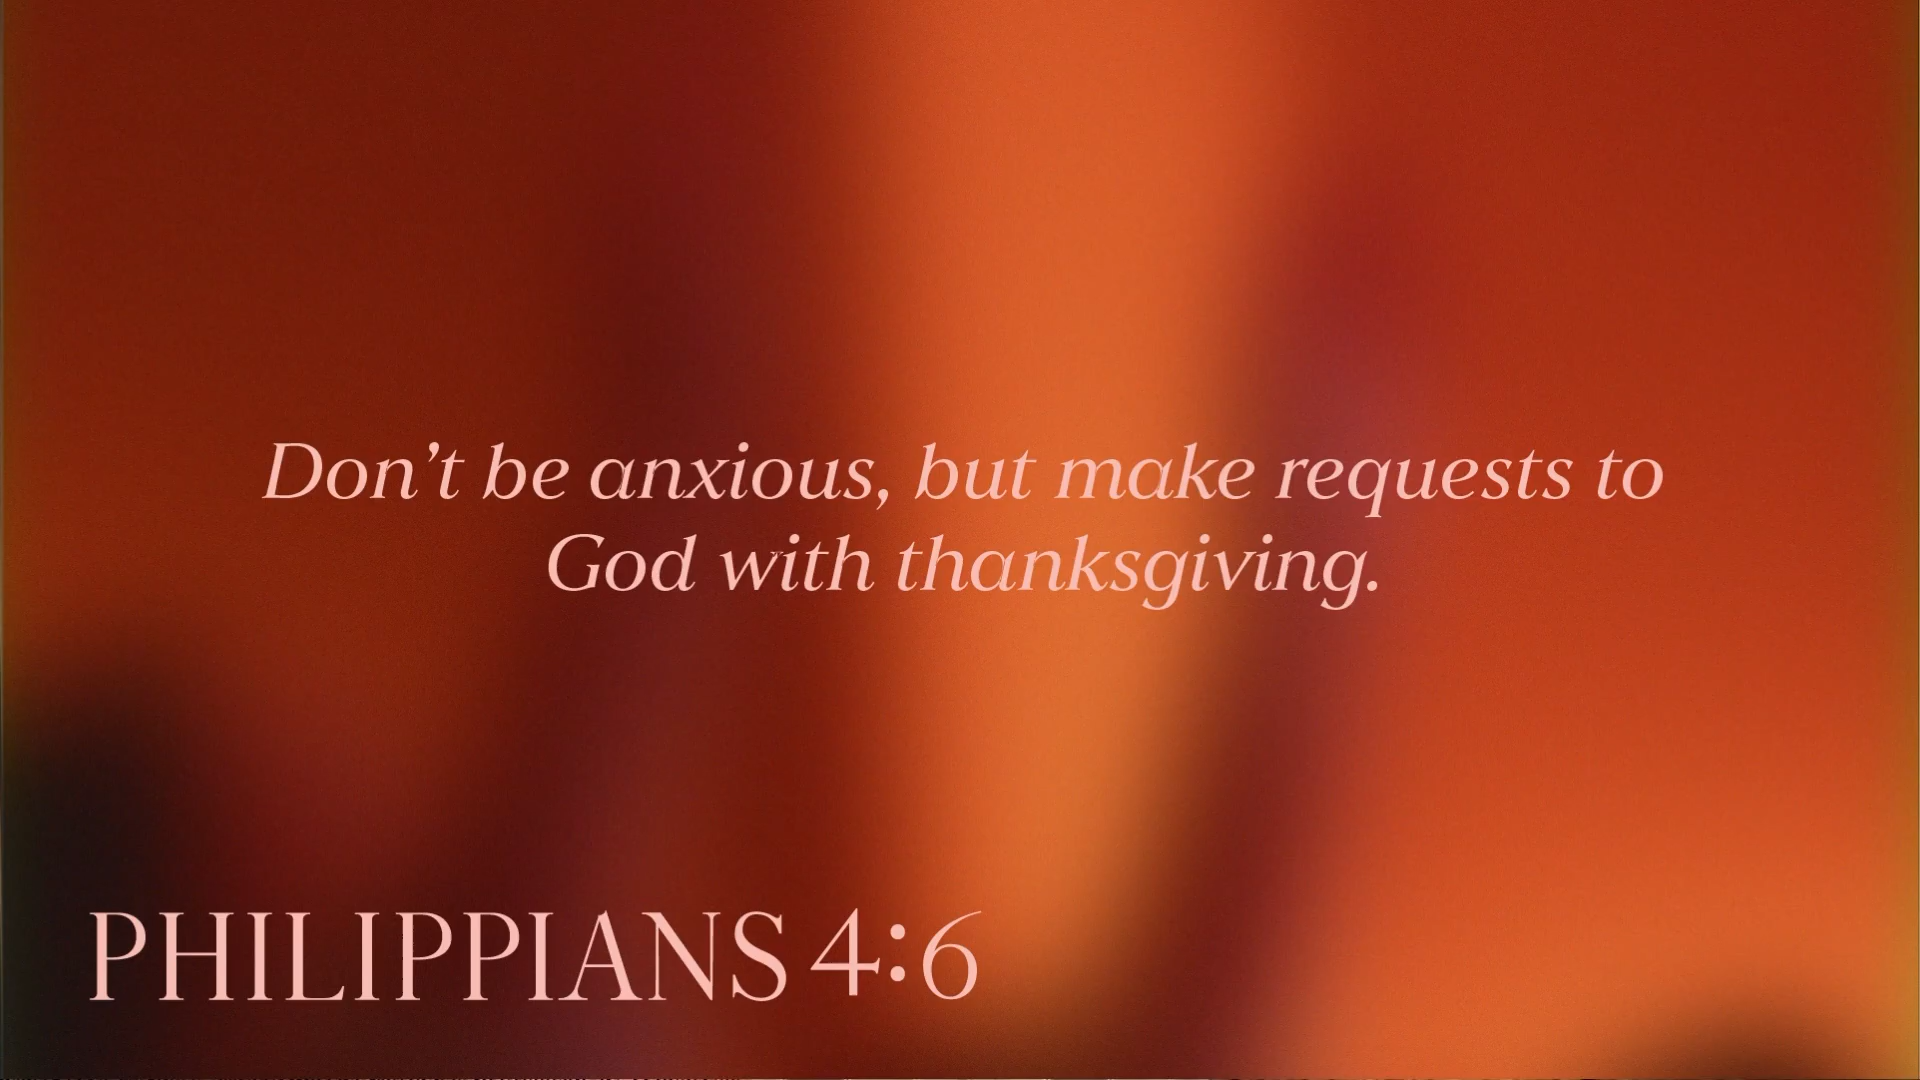 Don’t be anxious, but make requests to
God with thanksgiving.
PHILIPPIANS 4:6